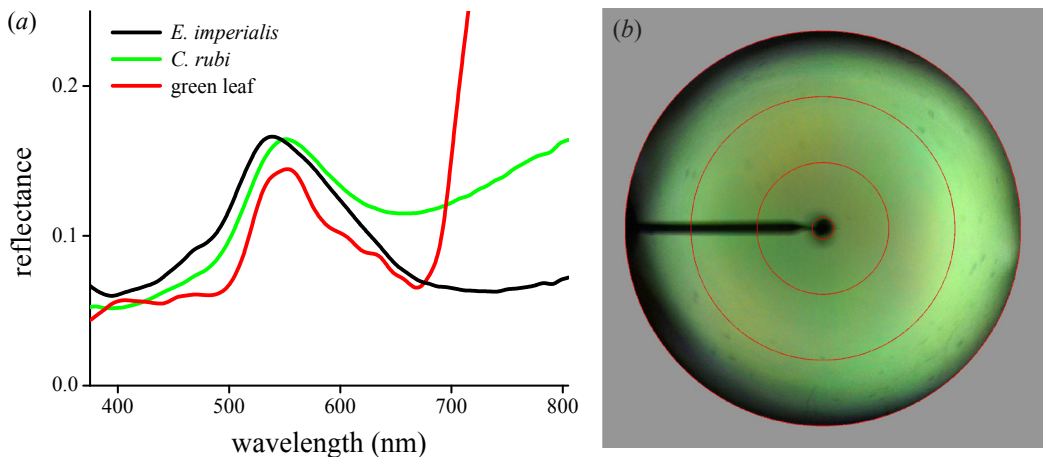 (a)
E. imperialis
C. rubi
green leaf
0.2
0.1
0.0
reflectance
400 500 600 700 800
wavelength (nm)
(b)